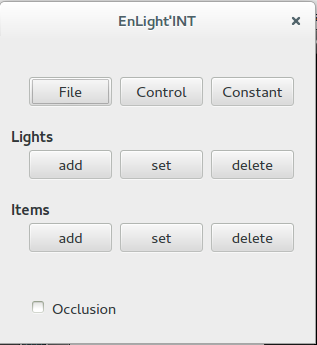 EnLight'INT
File Control Constant
Lights
add set delete
Items
add set delete
Occlusion